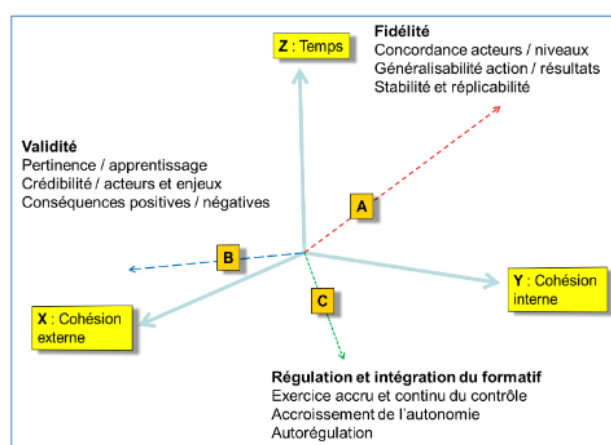 Fidélité
Concordance acteurs / niveaux
Généralisabilité action / résultats
Stabilité et réplicabilité
Z : Temps
Validité
Pertinence / apprentissage
Crédibilité / acteurs et enjeux
Conséquences positives / négatives
A
B
C
X : Cohésion
externe
Y : Cohésion
interne
Régulation et intégration du formatif
Exercice accru et continu du contrôle
Accroissement de l'autonomie
Autorégulation